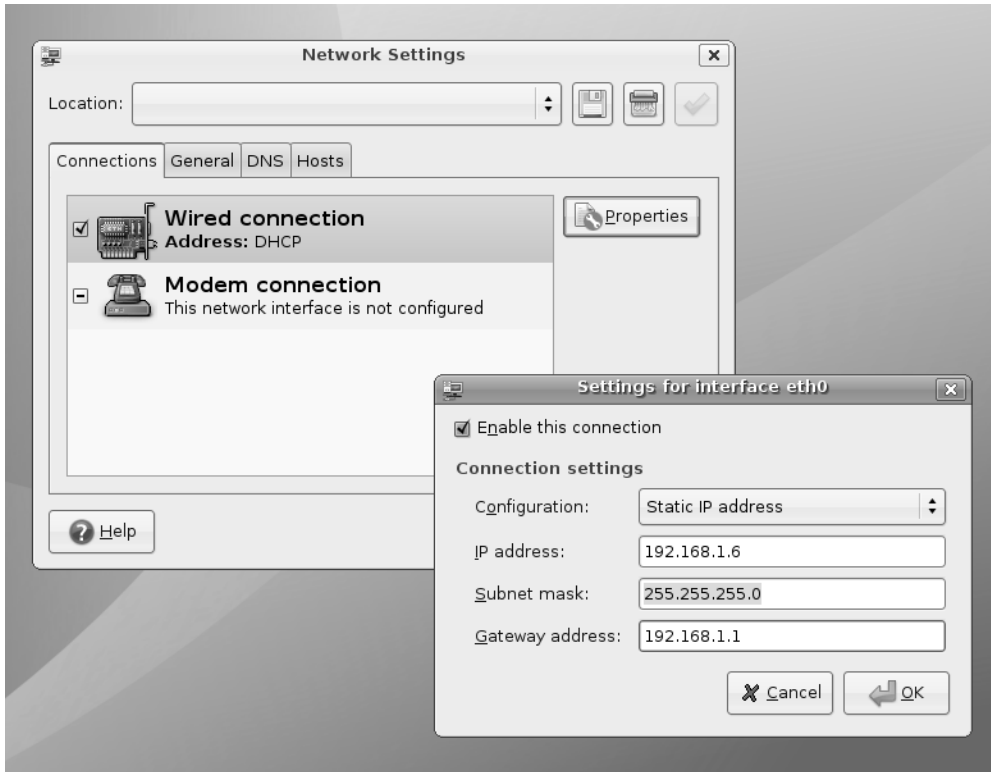 Network Settings
Location:
Connections General DNS Hosts
Wired connection
Address: DHCP
Properties
Modem connection
This network interface is not configured
Help
Settings for interface eth0
Enable this connection
Connection settings
Configuration: Static IP address
IP address: 192.168.1.6
Subnet mask: 255.255.255.0
Gateway address: 192.168.1.1
Cancel OK